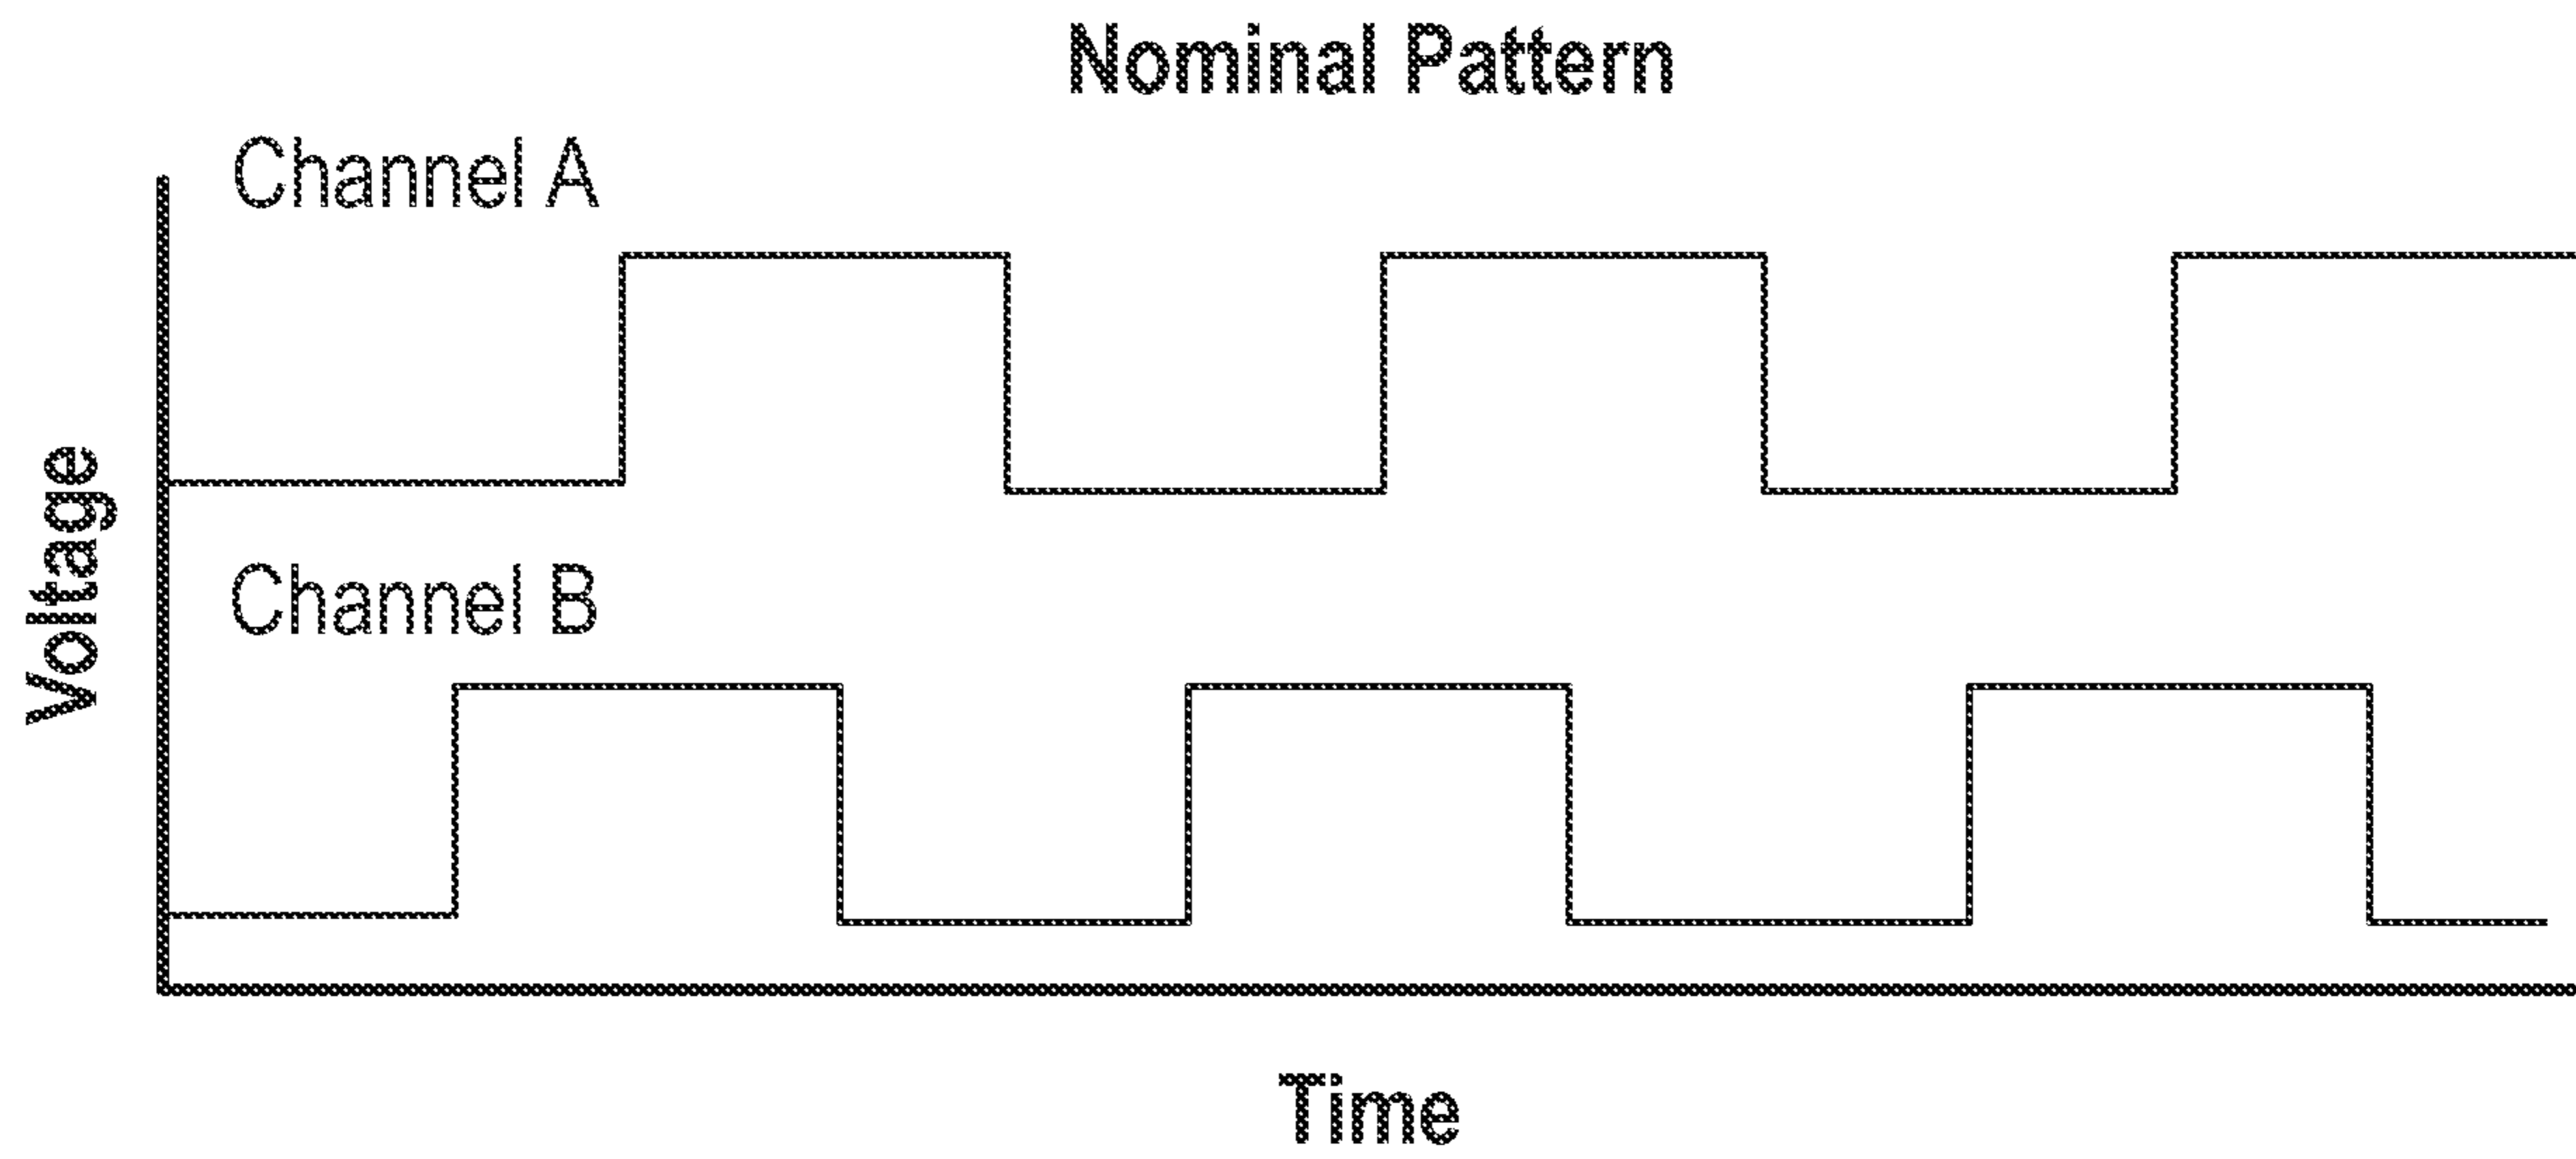 Nominal Pattern
Channel A
Voltage
Channel B
Time